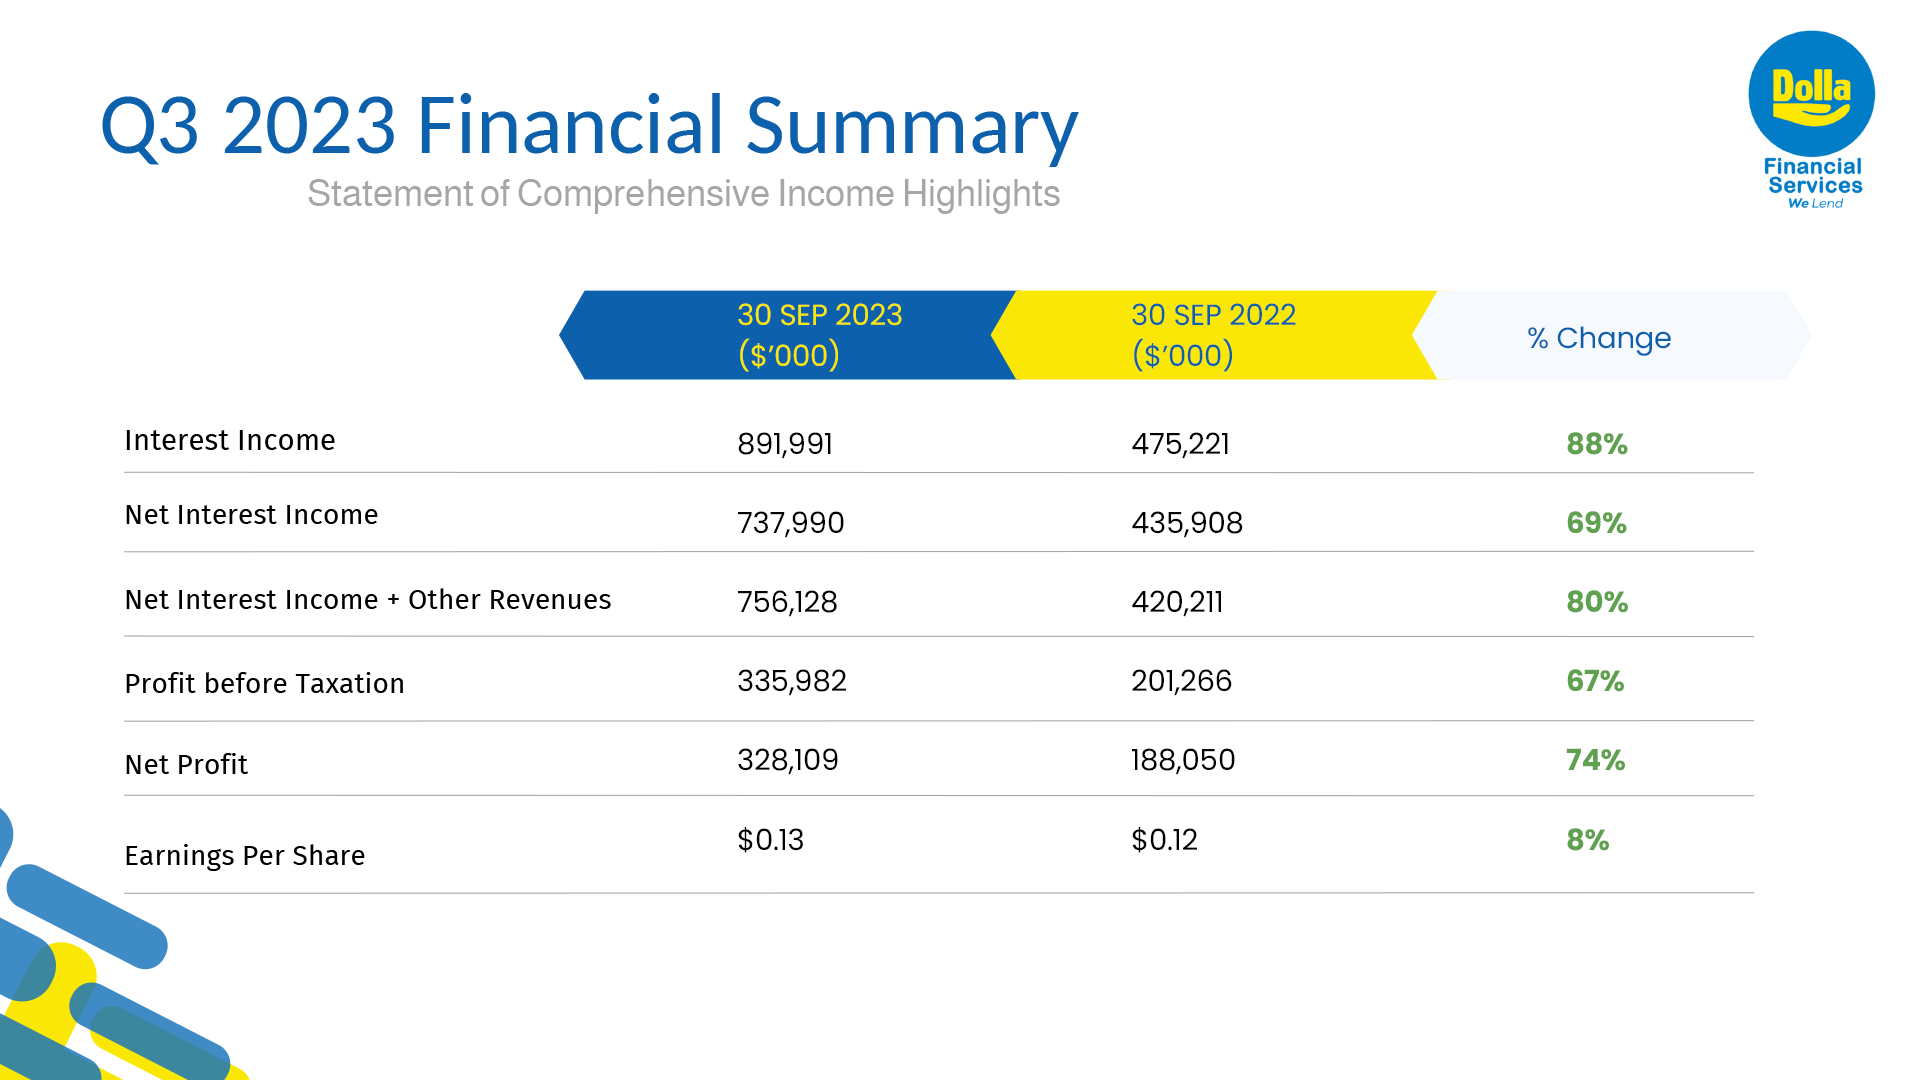 Q3 2023 Financial Summary
Statement of Comprehensive Income Highlights
Dolla
Financial
Services
We Lend
30 SEP 2023
($’000)
30 SEP 2022
($’000)
% Change
Interest Income 891,991 475,221 88%
Net Interest Income 737,990 435,908 69%
Net Interest Income + Other Revenues 756,128 420,211 80%
Profit before Taxation 335,982 201,266 67%
Net Profit 328,109 188,050 74%
Earnings Per Share $0.13 $0.12 8%